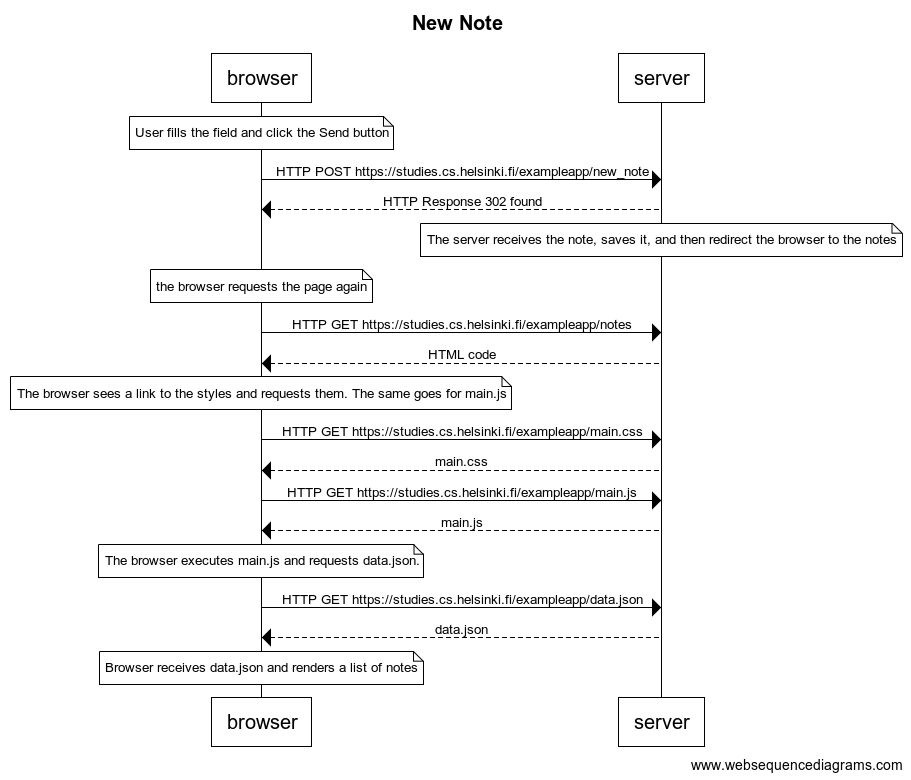 New Note
browser server
User fills the field and click the Send button
HTTP POST https://studies.cs.helsinki.fi/exampleapp/new_note
HTTP Response 302 found
The server receives the note, saves it, and then redirect the browser to the notes
the browser requests the page again
HTTP GET https://studies.cs.helsinki.fi/exampleapp/notes
HTML code
The browser sees a link to the styles and requests them. The same goes for main.js
HTTP GET https://studies.cs.helsinki.fi/exampleapp/main.css
main.css
HTTP GET https://studies.cs.helsinki.fi/exampleapp/main.js
main.js
The browser executes main.js and requests data.json.
HTTP GET https://studies.cs.helsinki.fi/exampleapp/data.json
data.json
Browser receives data.json and renders a list of notes
browser server
www.websequencediagrams.com